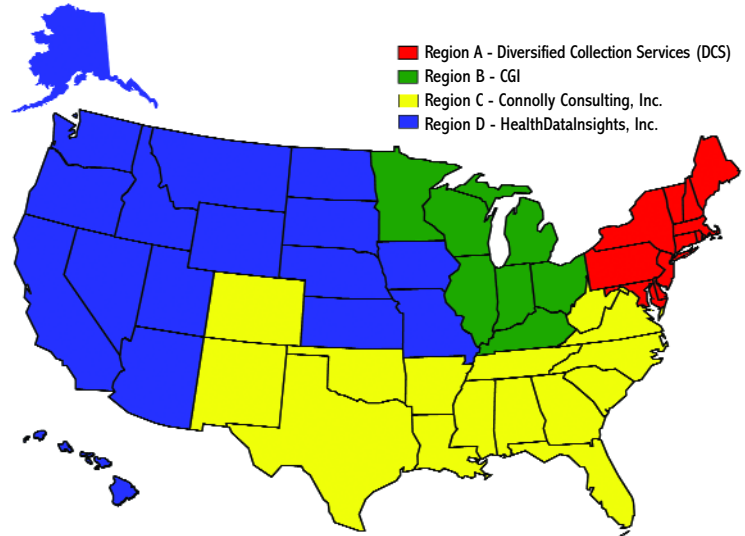 Region A - Diversified Collection Services (DCS)
Region B - CGI
Region C - Connolly Consulting, Inc.
Region D - HealthDataInsights, Inc.